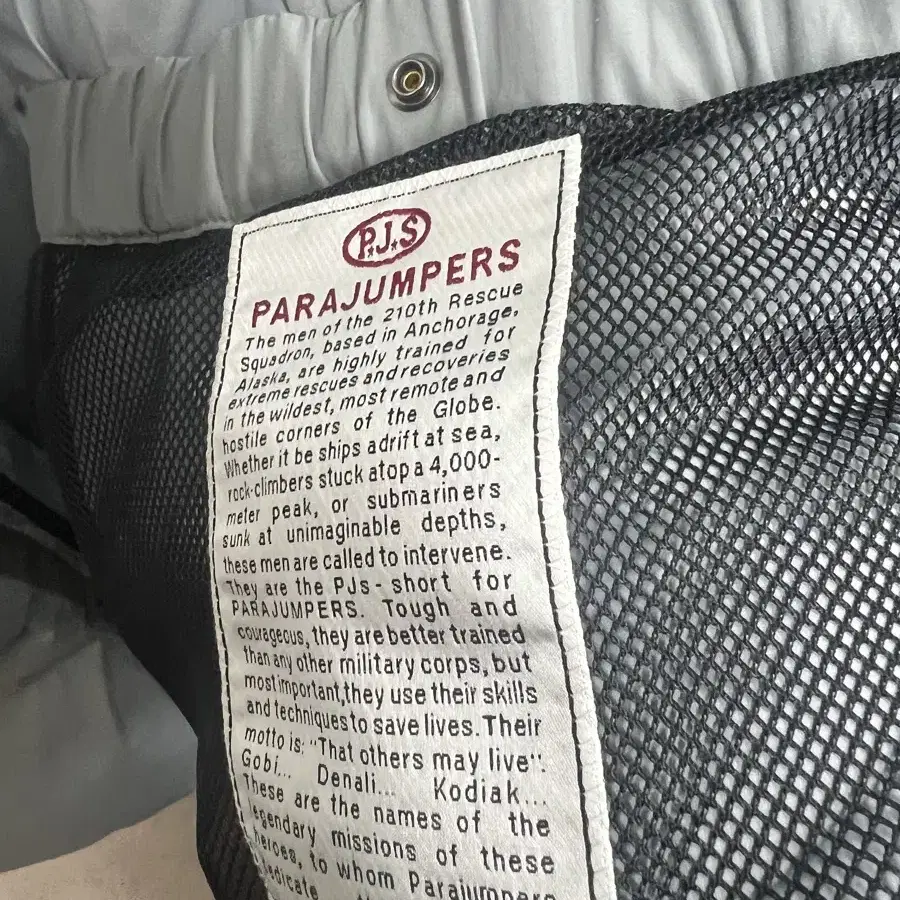 P.J.S
PARAJUMPERS
The men of the 210th Rescue
Squadron, based in Anchorage,
Alaska, are highly trained for
extreme rescues and recoveries
in the wildest, most remote and
hostile corners of the Globe.
Whether it be ships adrift at sea,
rock-climbers stuck atop a 4,000-
meter peak, or submariners
sunk at unimaginable depths,
these men are called to intervene.
They are the PJs - short for
PARAJUMPERS. Tough and
courageous, they are better trained
than any other military corps, but
most important, they use their skills
and techniques to save lives. Their
motto is: "That others may live".
Gobi... Denali... Kodiak...
These are the names of the
legendary missions of these
heroes, to whom Parajumpers